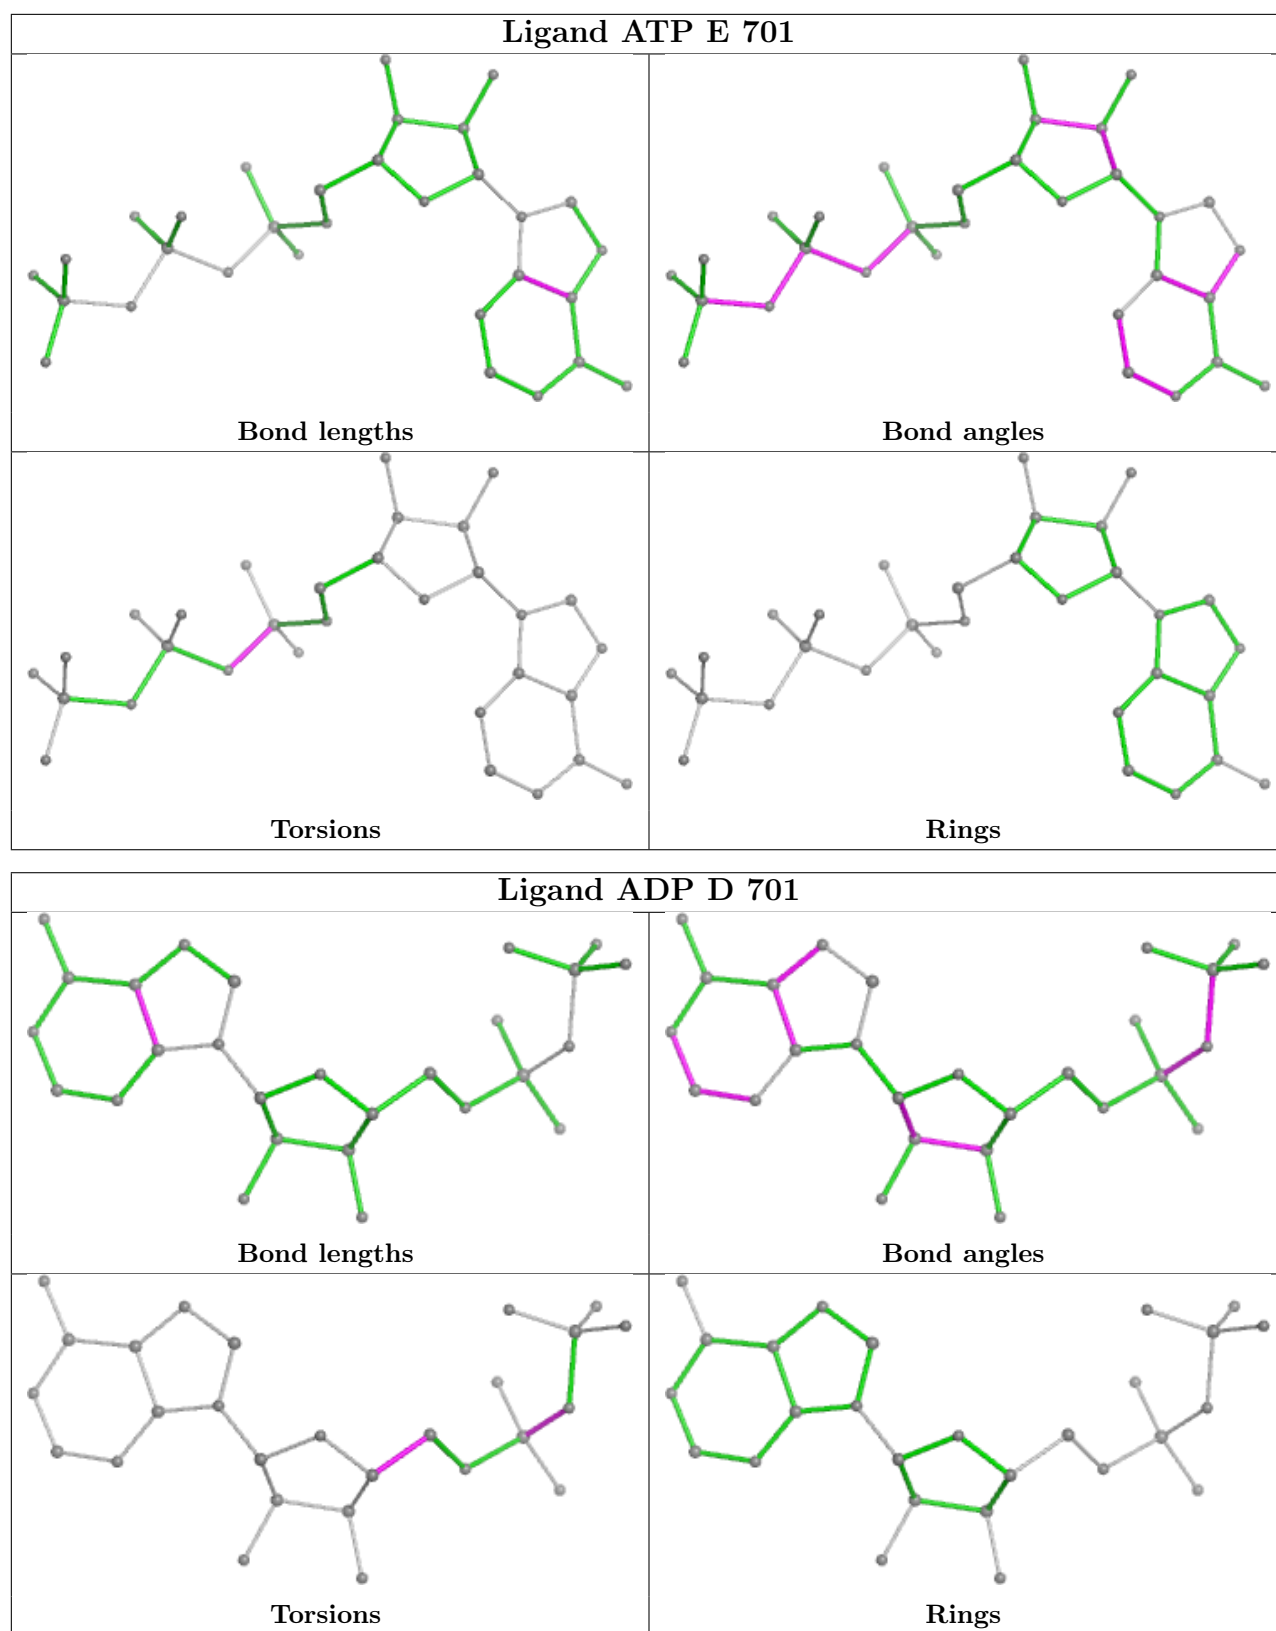 Ligand ATP E 701
Bond lengths
Bond angles
Torsions
Rings
Ligand ADP D 701
Bond lengths
Bond angles
Torsions
Rings